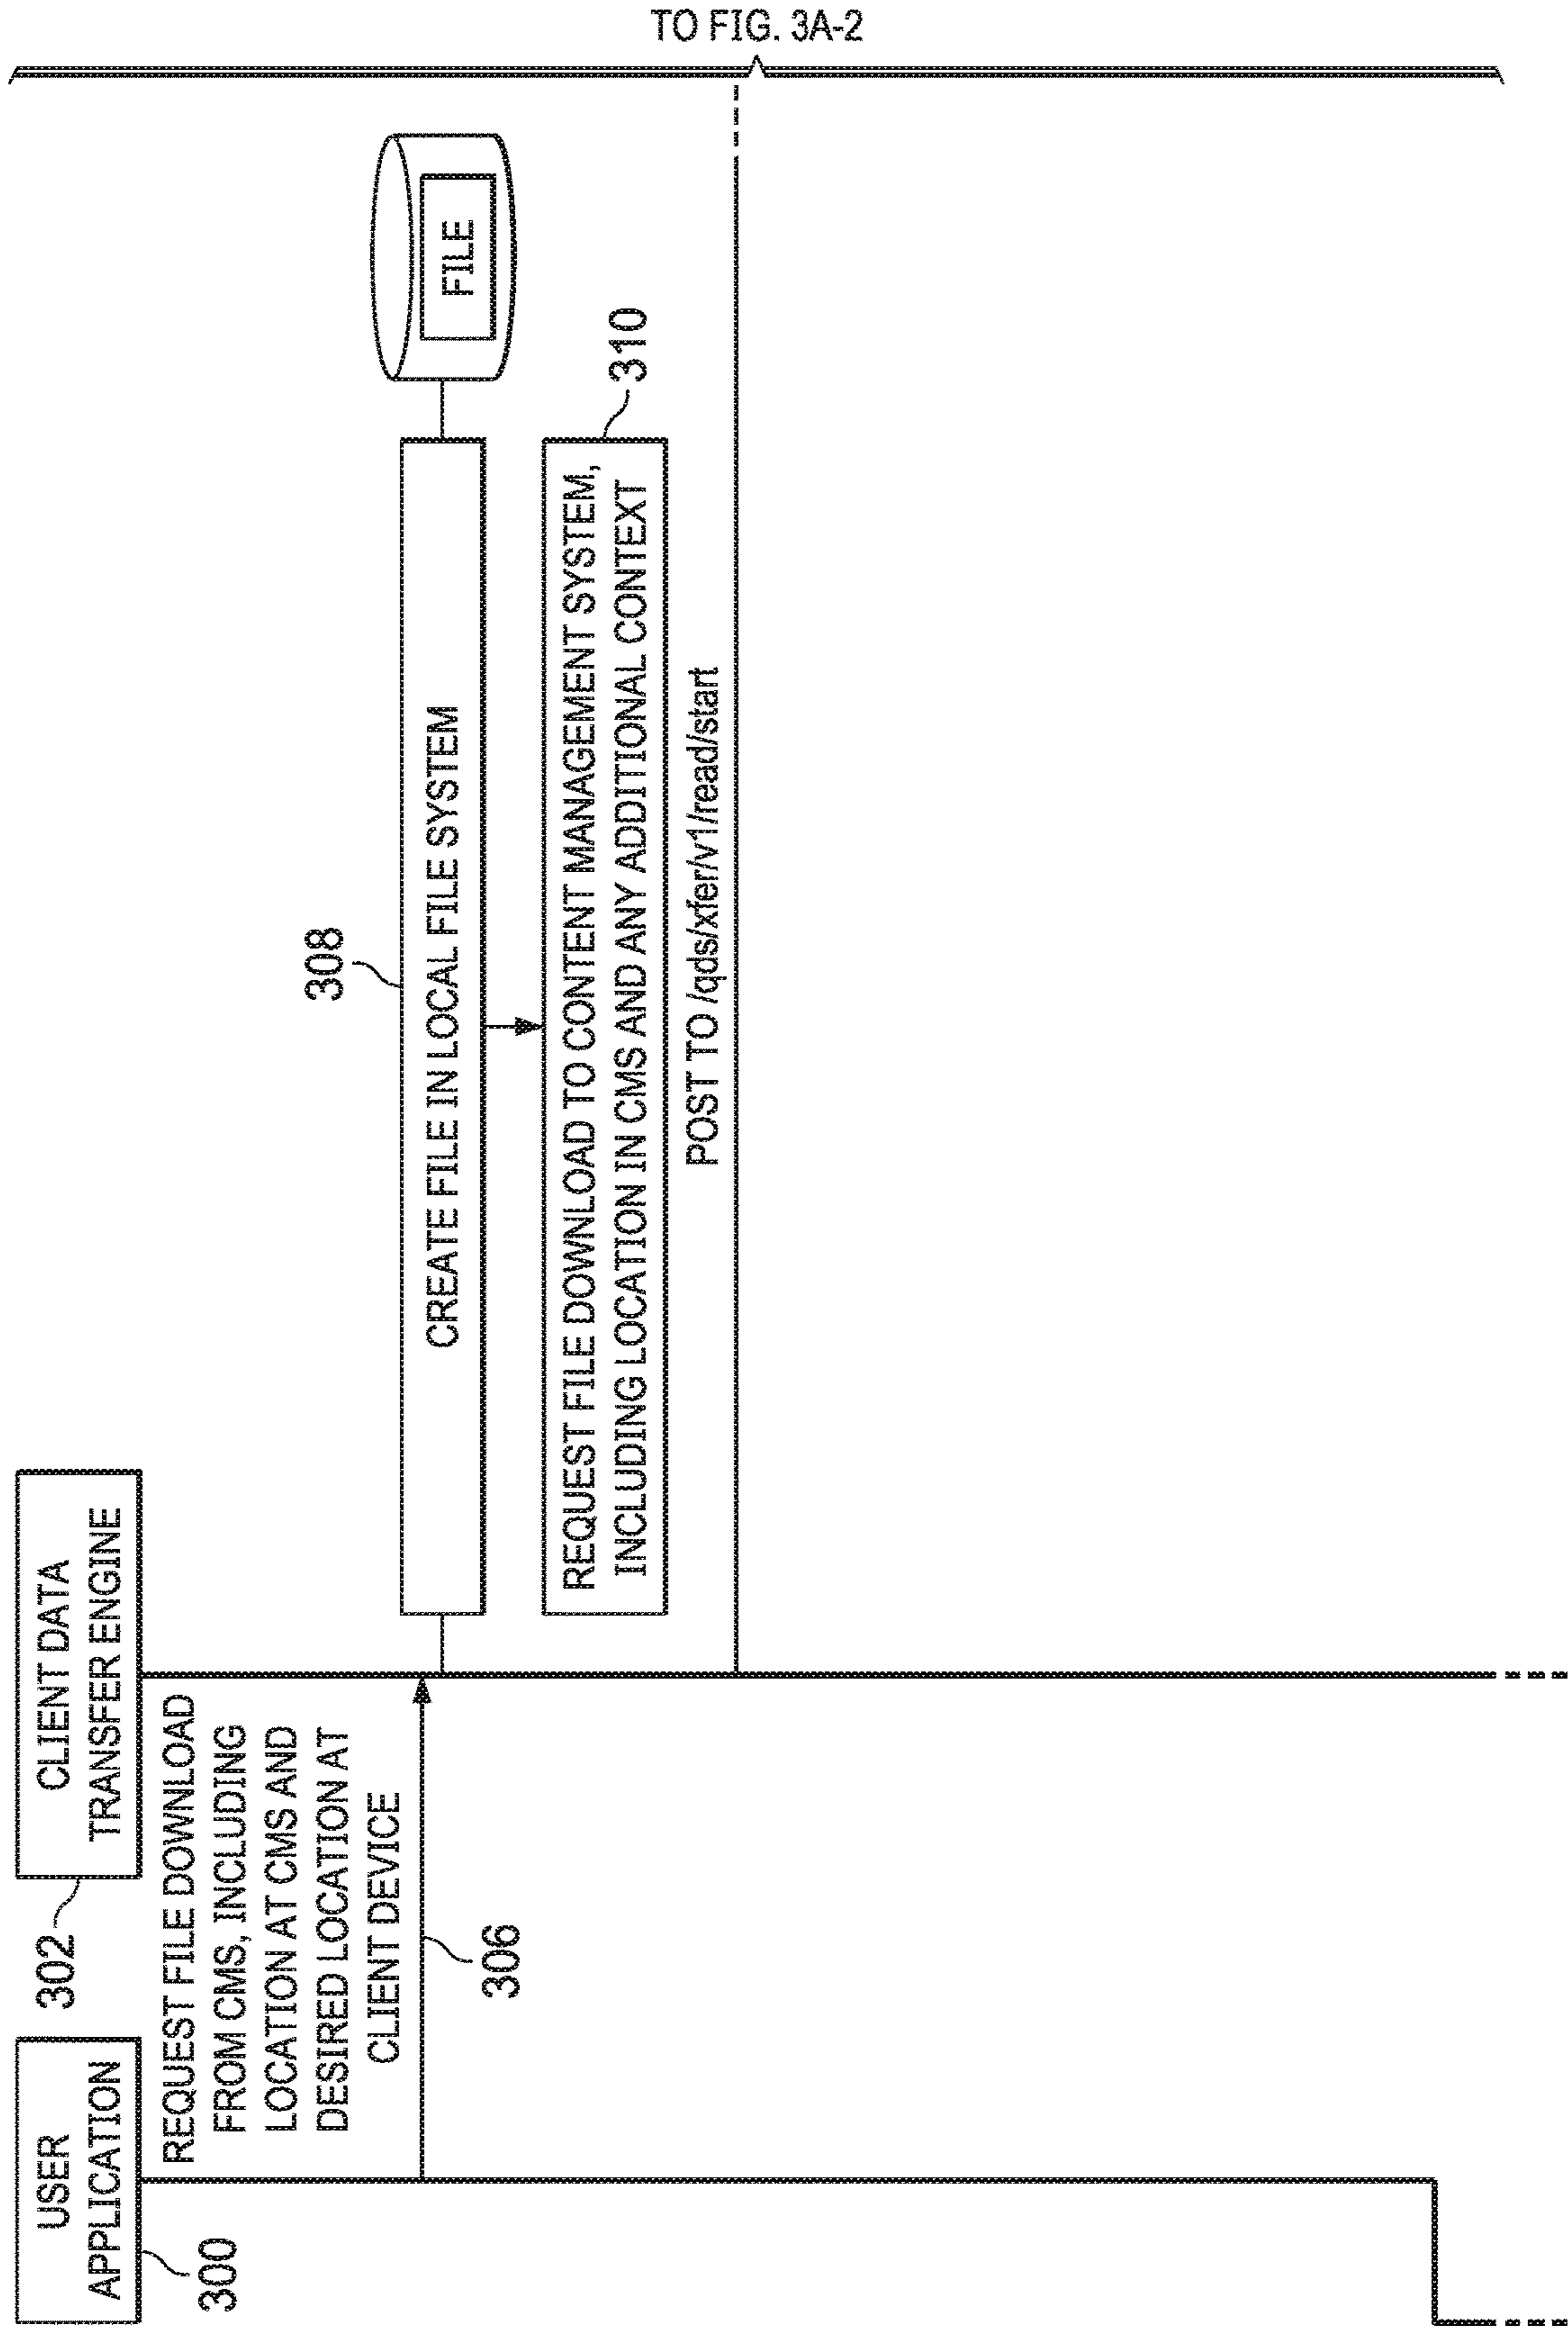 TO FIG. 3A-2
USER
APPLICATION
300
CLIENT DATA
TRANSFER ENGINE
302
REQUEST FILE DOWNLOAD
FROM CMS, INCLUDING
LOCATION AT CMS AND
DESIRED LOCATION AT
CLIENT DEVICE
306
308
CREATE FILE IN LOCAL FILE SYSTEM
FILE
REQUEST FILE DOWNLOAD TO CONTENT MANAGEMENT SYSTEM,
INCLUDING LOCATION IN CMS AND ANY ADDITIONAL CONTEXT
310
POST TO /qds/xfer/v1/read/start